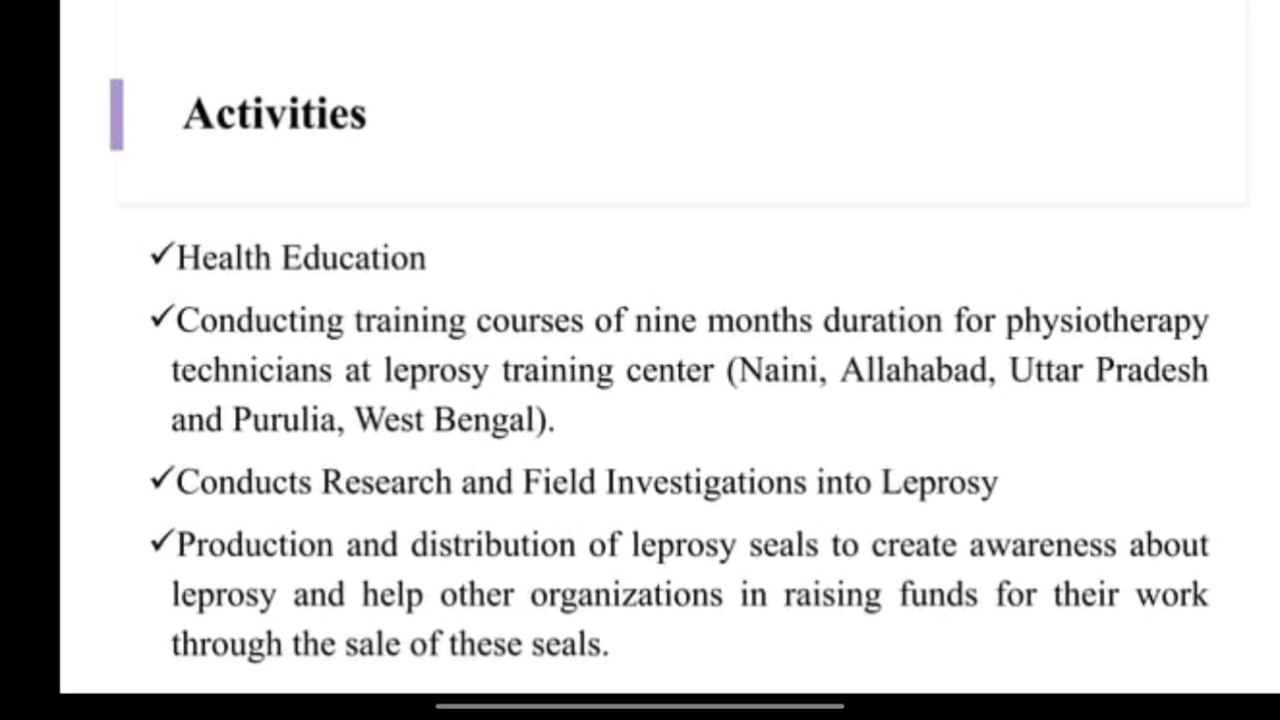 Activities
✓Health Education
✓Conducting training courses of nine months duration for physiotherapy
technicians at leprosy training center (Naini, Allahabad, Uttar Pradesh
and Purulia, West Bengal).
✓Conducts Research and Field Investigations into Leprosy
✓Production and distribution of leprosy seals to create awareness about
leprosy and help other organizations in raising funds for their work
through the sale of these seals.